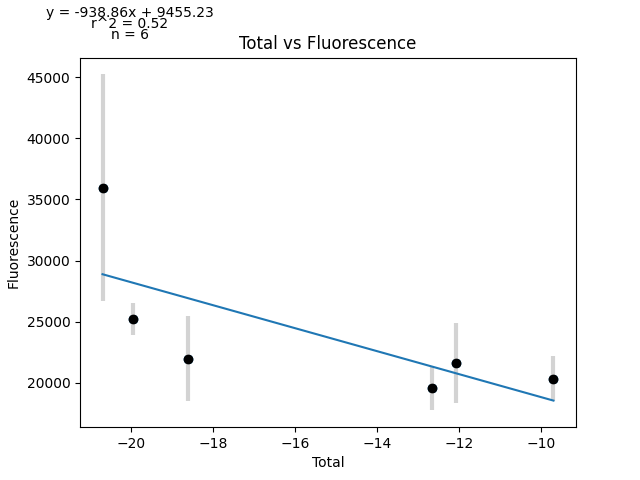 y = -938.86x + 9455.23
r^2 = 0.52
n = 6
Total vs Fluorescence
45000
40000
35000
30000
25000
20000
Fluorescence
−20
−18
−16
−14
−12
−10
Total